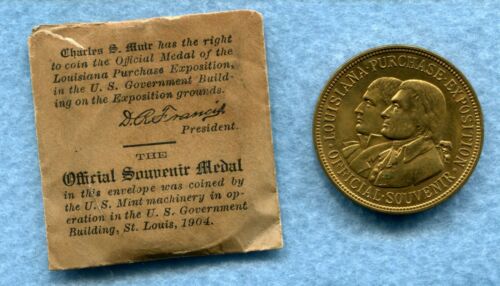 Charles S. Muir has the right
to coin the Official Medal of the
Louisiana Purchase Exposition,
in the U. S. Government Build-
ing on the Exposition grounds.
D. R. Francis
President.
THE
Official Souvenir Medal
in this envelope was coined by
the U. S. Mint machinery in op-
eration in the U. S. Government
Building, St. Louis, 1904.
LOUISIANA·PURCHASE·EXPOSITION
·OFFICIAL·SOUVENIR·